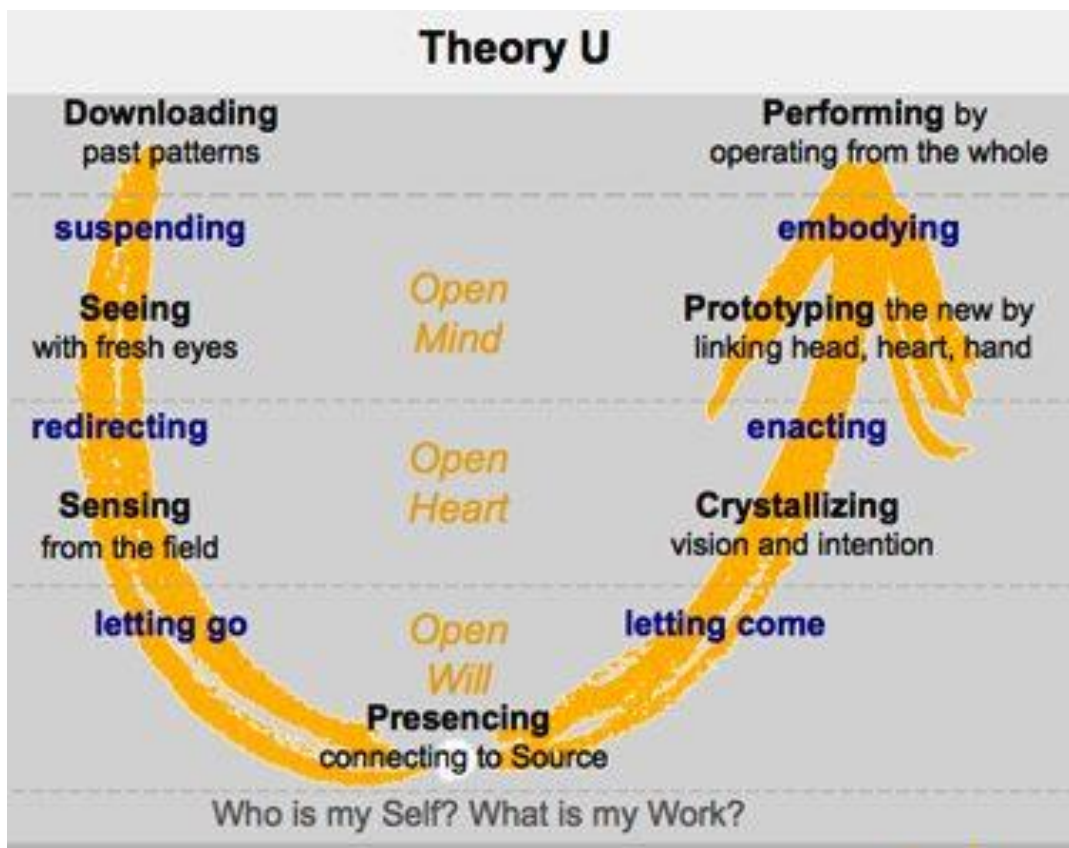 Theory U
Downloading
past patterns
suspending
Seeing
with fresh eyes
redirecting
Sensing
from the field
letting go
Open
Mind
Open
Heart
Open
Will
Presencing
connecting to Source
Performing by
operating from the whole
embodying
Prototyping the new by
linking head, heart, hand
enacting
Crystallizing
vision and intention
letting come
Who is my Self? What is my Work?